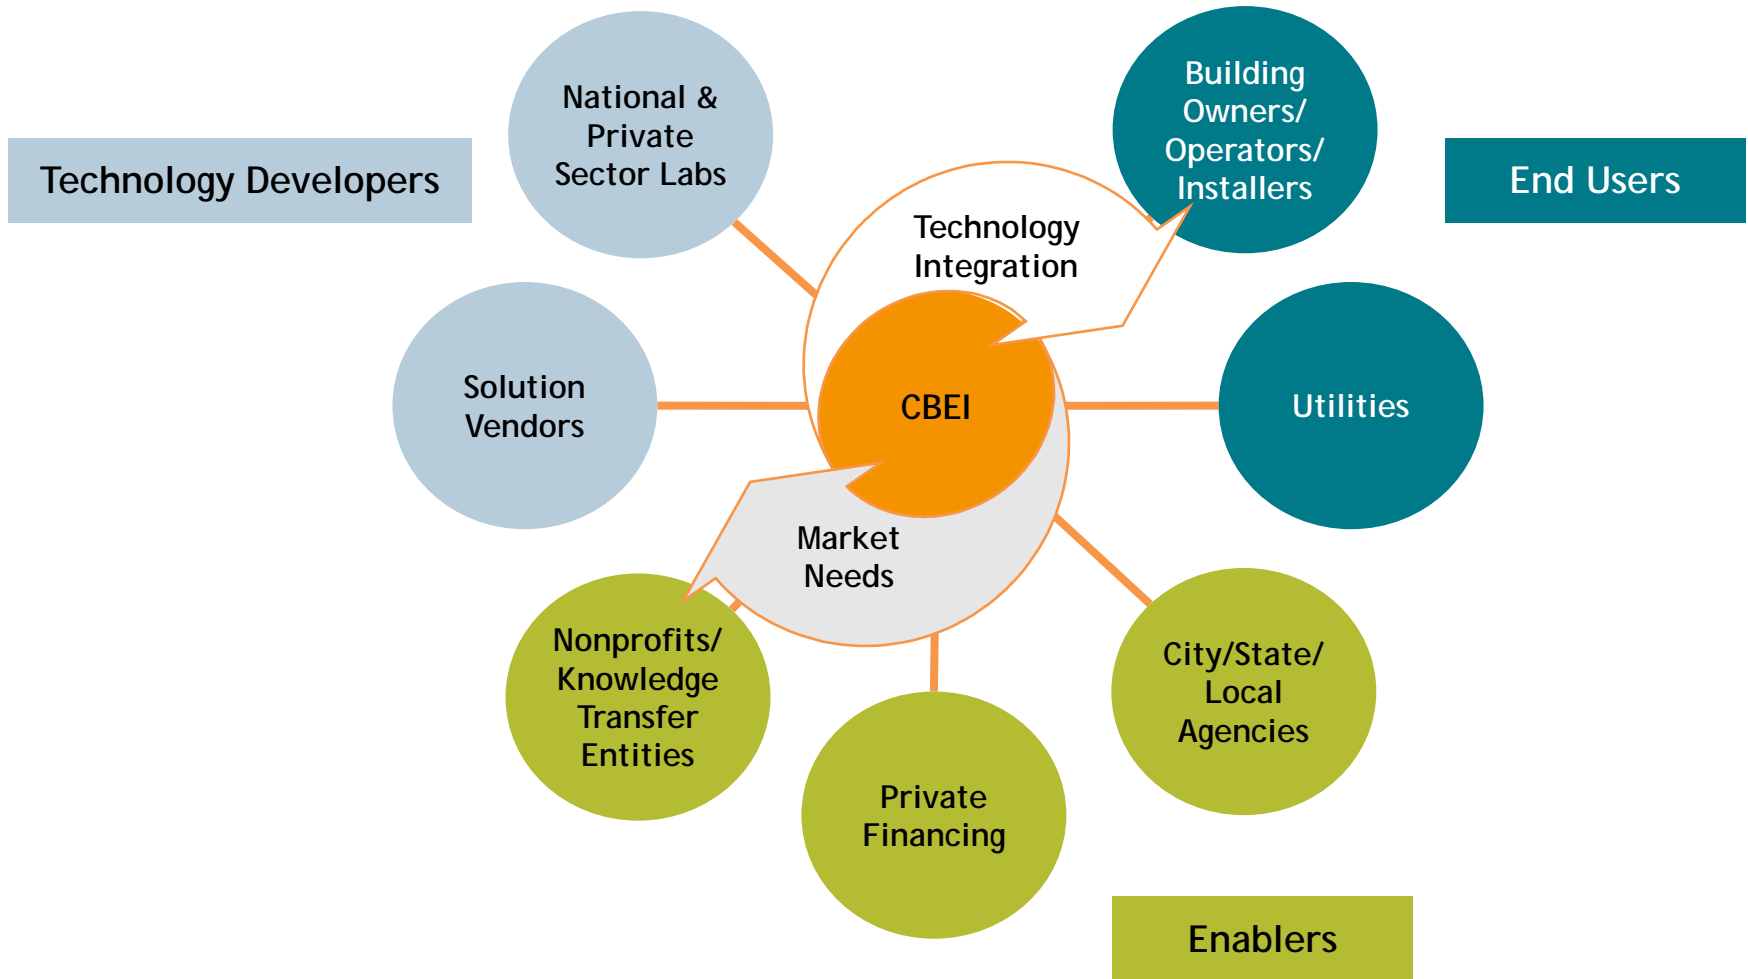 National &
Private
Sector Labs
Building
Owners/
Operators/
Installers
Technology Developers
End Users
Technology
Integration
Solution
Vendors
CBEI
Utilities
Market
Needs
Nonprofits/
Knowledge
Transfer
Entities
City/State/
Local
Agencies
Private
Financing
Enablers